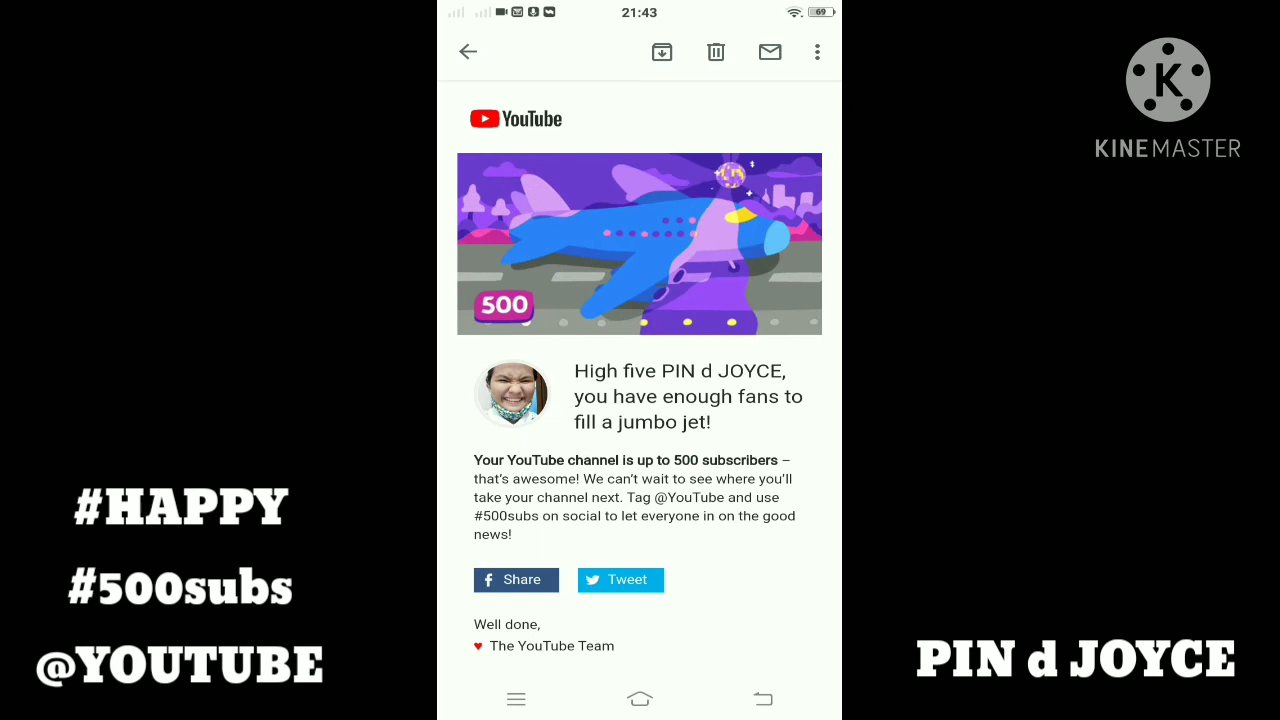 21:43
69
K
KINEMASTER
YouTube
500
High five PIN d JOYCE,
you have enough fans to
fill a jumbo jet!
Your YouTube channel is up to 500 subscribers –
that's awesome! We can't wait to see where you'll
take your channel next. Tag @YouTube and use
#500subs on social to let everyone in on the good
news!
f Share
Tweet
Well done,
♥ The YouTube Team
#HAPPY
#500subs
@YOUTUBE
PIN d JOYCE